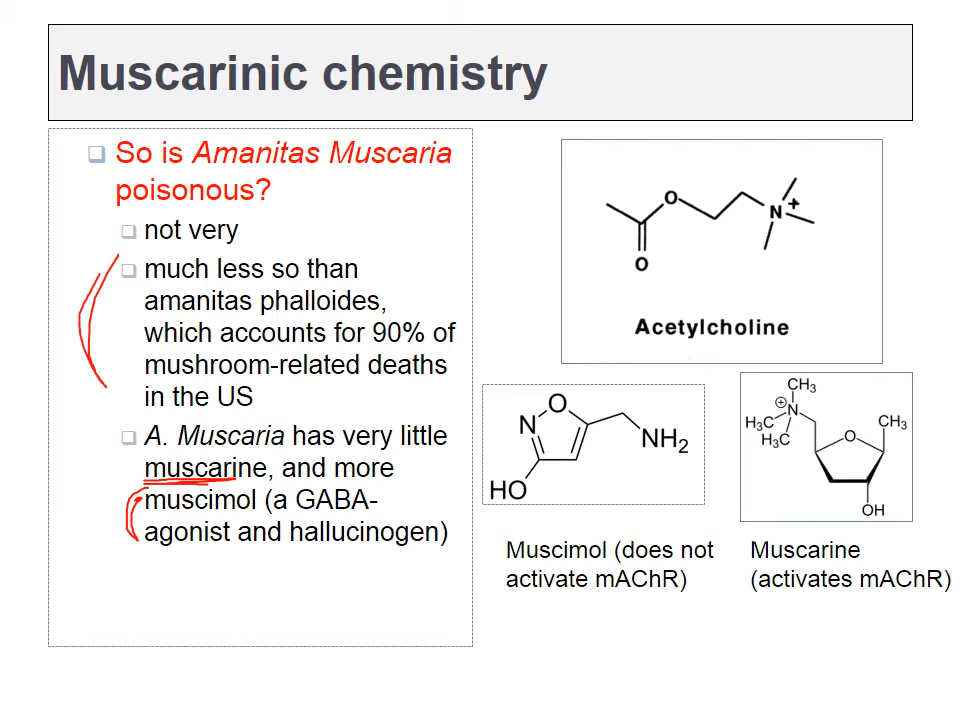 Muscarinic chemistry
So is Amanitas Muscaria
poisonous?
not very
much less so than
amanitas phalloides,
which accounts for 90% of
mushroom-related deaths
in the US
A. Muscaria has very little
muscarine, and more
muscimol (a GABA-
agonist and hallucinogen)
O
N
+
O
Acetylcholine
O
N
NH2
HO
Muscimol (does not
activate mAChR)
CH3
+
N
H3C
H3C
O
CH3
OH
Muscarine
(activates mAChR)